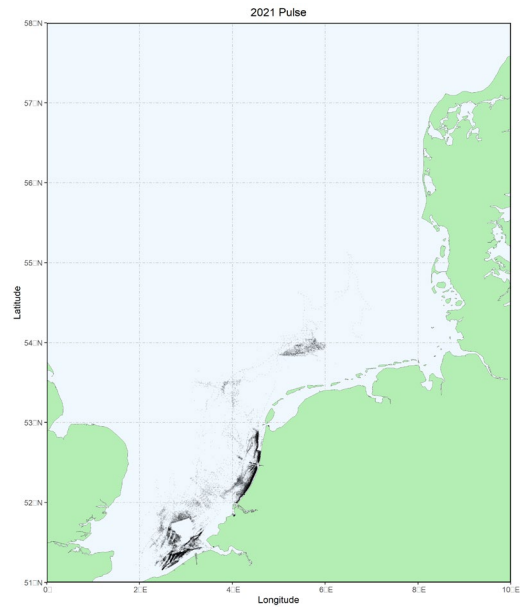 2021 Pulse
58□N
57□N
56□N
55□N
54□N
53□N
52□N
51□N
Latitude
0□
2□E
4□E
6□E
8□E
10□E
Longitude